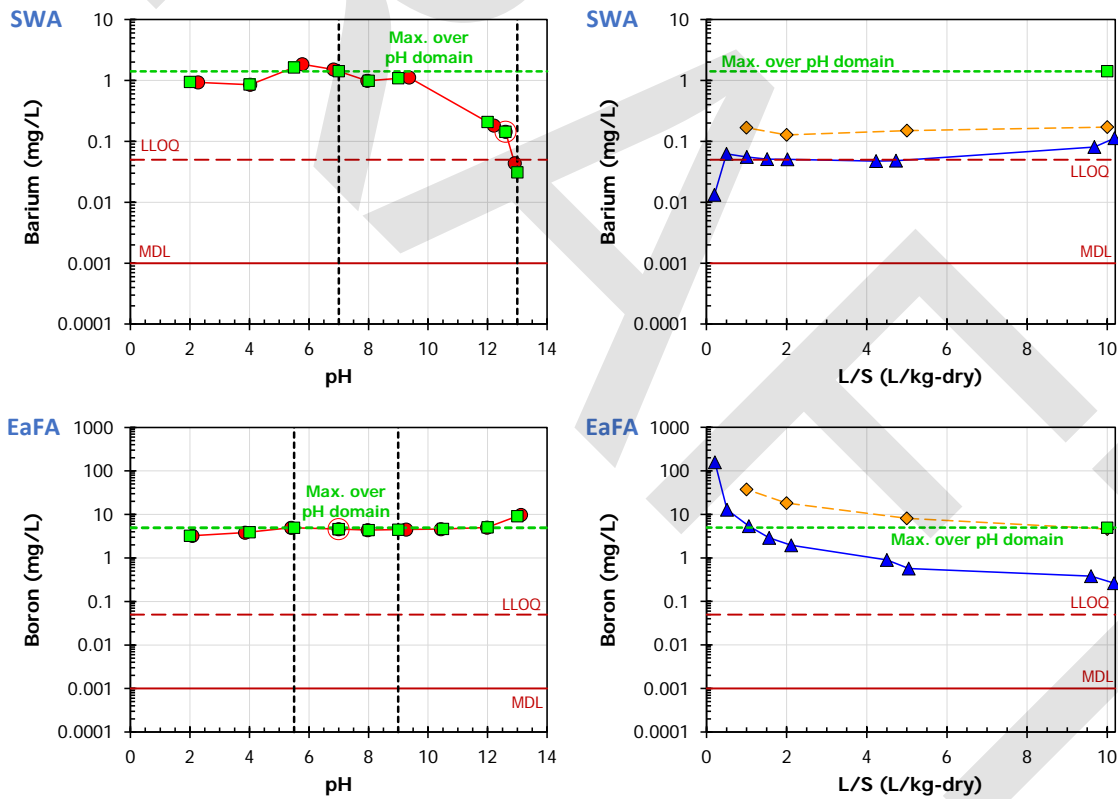 SWA
Barium (mg/L)
10
1
0.1
0.01
0.001
0.0001
Max. over
pH domain
LLOQ
MDL
0 2 4 6 8 10 12 14
pH
SWA
Barium (mg/L)
10
1
0.1
0.01
0.001
0.0001
Max. over pH domain
LLOQ
MDL
0 2 4 6 8 10
L/S (L/kg-dry)
EaFA
Boron (mg/L)
1000
100
10
1
0.1
0.01
0.001
0.0001
Max. over
pH domain
LLOQ
MDL
0 2 4 6 8 10 12 14
pH
EaFA
Boron (mg/L)
1000
100
10
1
0.1
0.01
0.001
0.0001
Max. over pH domain
LLOQ
MDL
0 2 4 6 8 10
L/S (L/kg-dry)